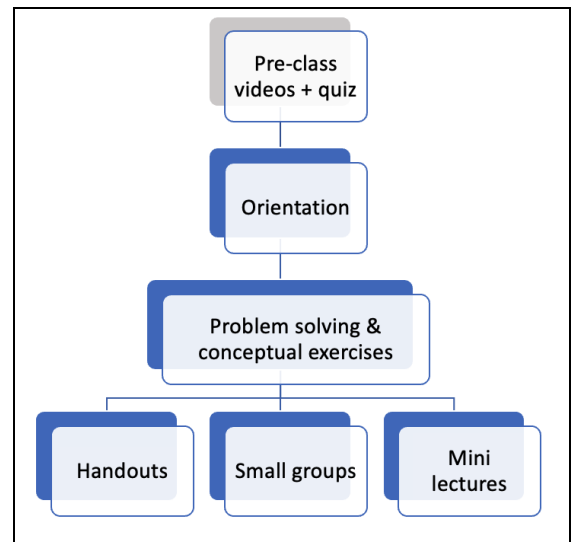 Pre-class
videos + quiz
Orientation
Problem solving &
conceptual exercises
Handouts
Small groups
Mini
lectures